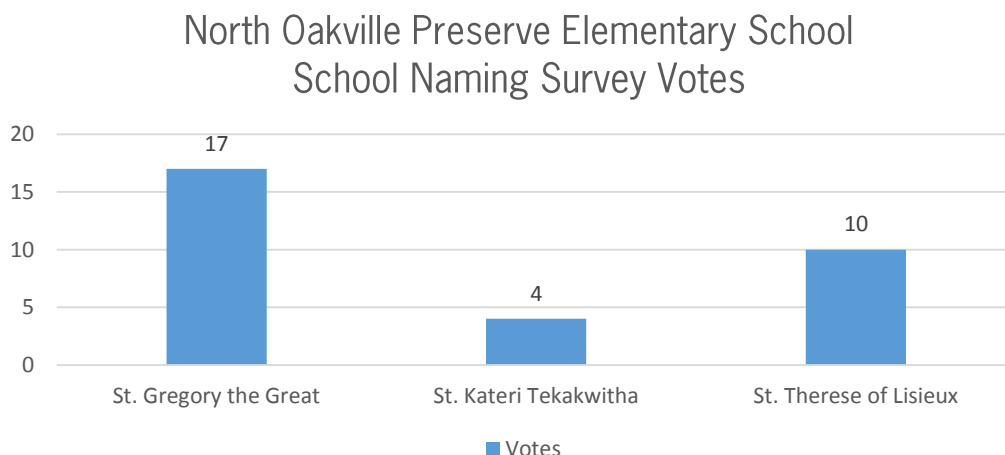 North Oakville Preserve Elementary School
School Naming Survey Votes
20
17
15
10
10
4
5
0
St. Gregory the Great
St. Kateri Tekakwitha
St. Therese of Lisieux
Votes